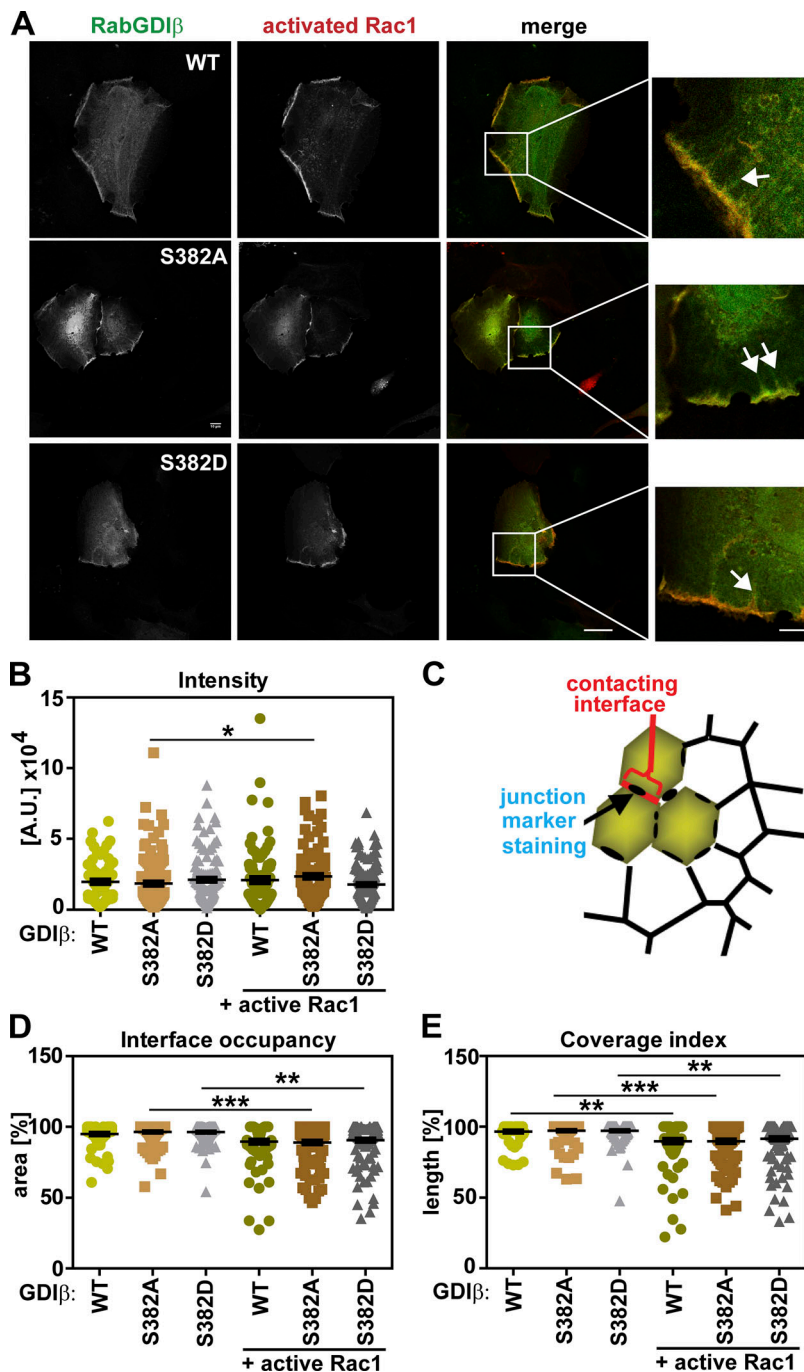 A
RabGDIβ activated Rac1 merge
WT
S382A
10 µm
S382D
B
Intensity
15
10
5
0
[A.U.] x10⁴
*
GDIβ: WT S382A S382D WT S382A S382D
+ active Rac1
C
contacting
interface
junction
marker
staining
D
Interface occupancy
150
100
50
0
area [%]
***
**
GDIβ: WT S382A S382D WT S382A S382D
+ active Rac1
E
Coverage index
150
100
50
0
length [%]
**
***
**
GDIβ: WT S382A S382D WT S382A S382D
+ active Rac1